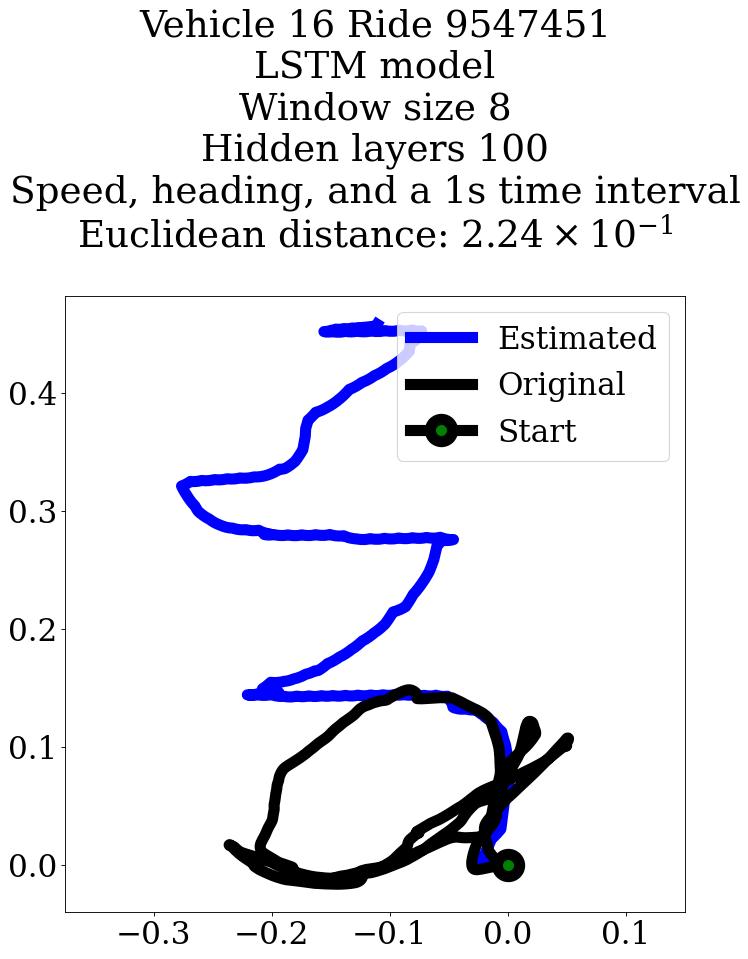 Vehicle 16 Ride 9547451
LSTM model
Window size 8
Hidden layers 100
Speed, heading, and a 1s time interval
Euclidean distance: 2.24 × 10⁻¹
Estimated
Original
Start
0.4
0.3
0.2
0.1
0.0
−0.3 −0.2 −0.1 0.0 0.1